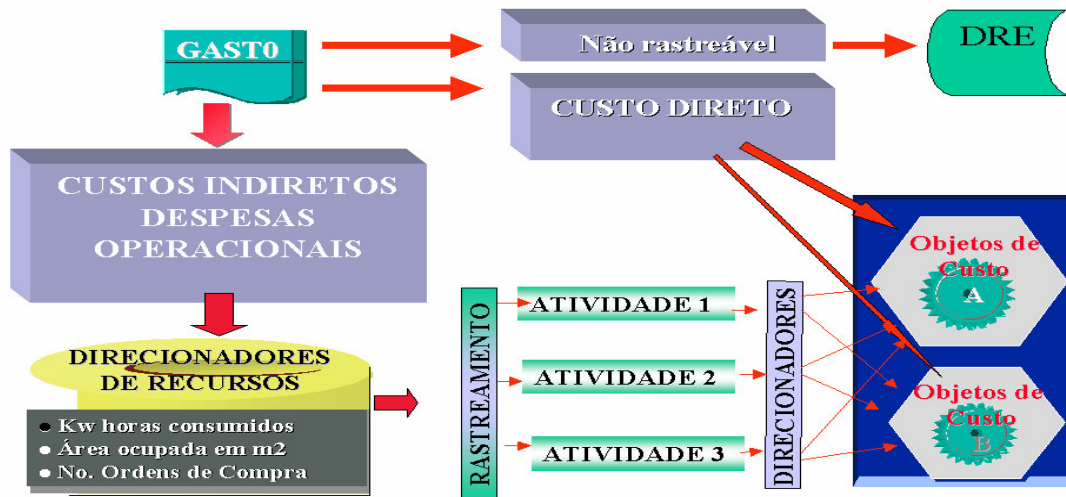 GAST0
Não rastreável
DRE
CUSTO DIRETO
CUSTOS INDIRETOS
DESPESAS
OPERACIONAIS
Objetos de
Custo
A
DIRECIONADORES
DE RECURSOS
Kw horas consumidos
Área ocupada em m2
No. Ordens de Compra
RASTREAMENTO
ATIVIDADE 1
ATIVIDADE 2
ATIVIDADE 3
DIRECIONADORES
Objetos de
Custo
B